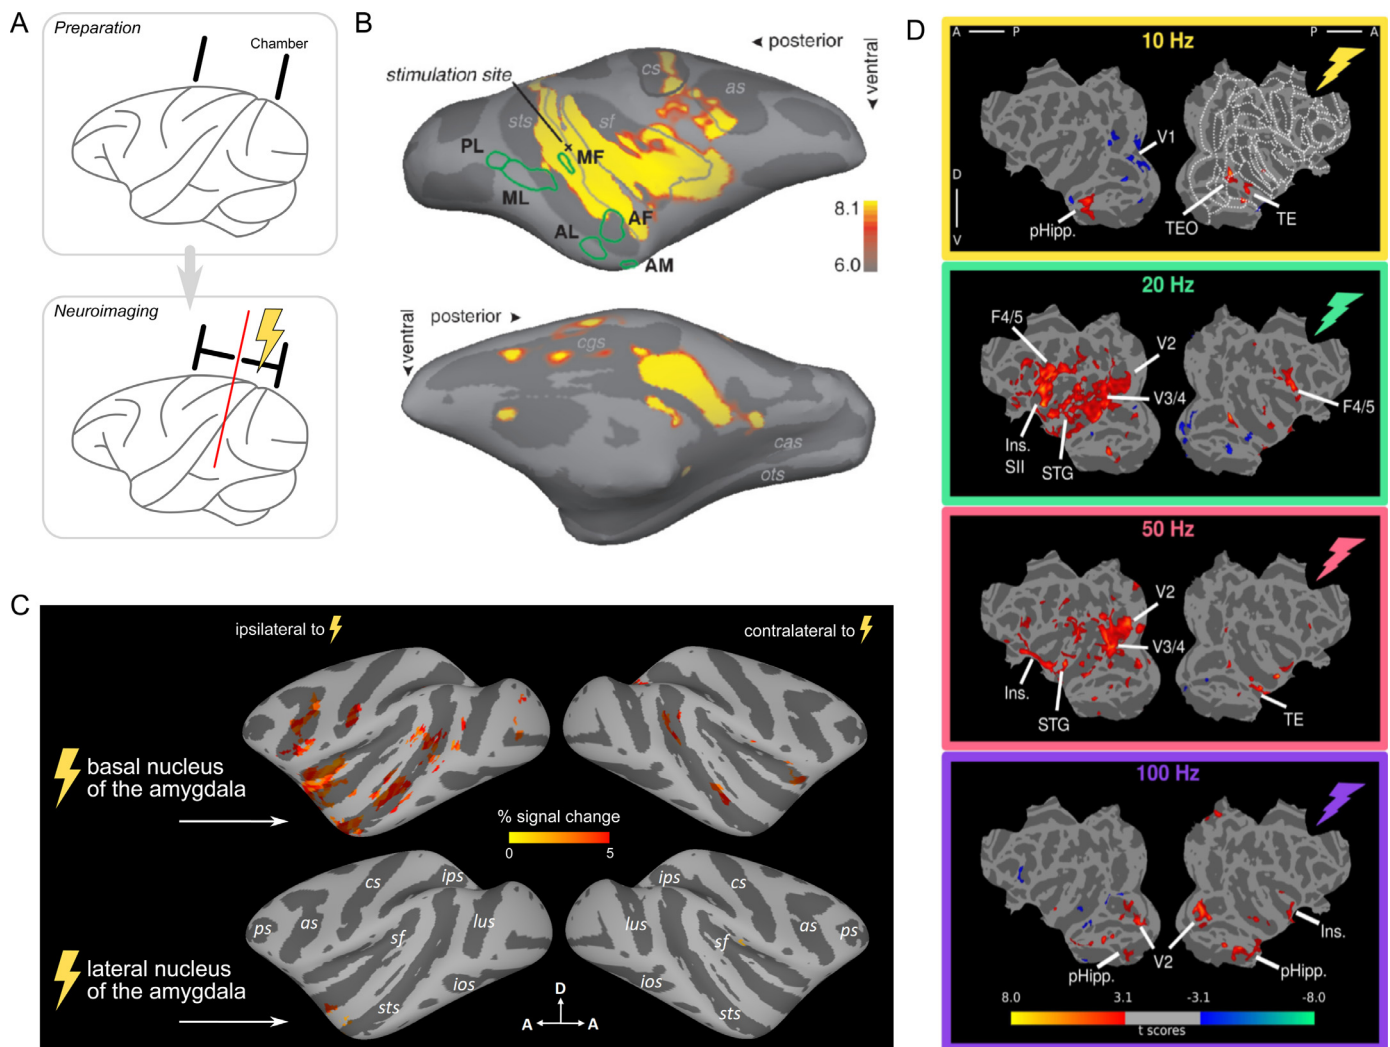 A
Preparation
Chamber
Neuroimaging
B
posterior
ventral
stimulation site
cs
as
sts
sf
PL
MF
ML
AF
AL
AM
8.1
6.0
posterior
ventral
cgs
cas
ots
C
ipsilateral to
contralateral to
basal nucleus
of the amygdala
% signal change
0 5
lateral nucleus
of the amygdala
ps
as
cs
ips
sf
lus
ios
sts
ips
cs
lus
sf
as
ps
ios
sts
D
A A
D
A P
10 Hz
P A
D
V
V1
pHipp.
TEO
TE
20 Hz
F4/5
V2
V3/4
Ins.
SII
STG
F4/5
50 Hz
V2
V3/4
Ins.
STG
TE
100 Hz
Ins.
V2
pHipp.
pHipp.
8.0 3.1 -3.1 -8.0
t scores